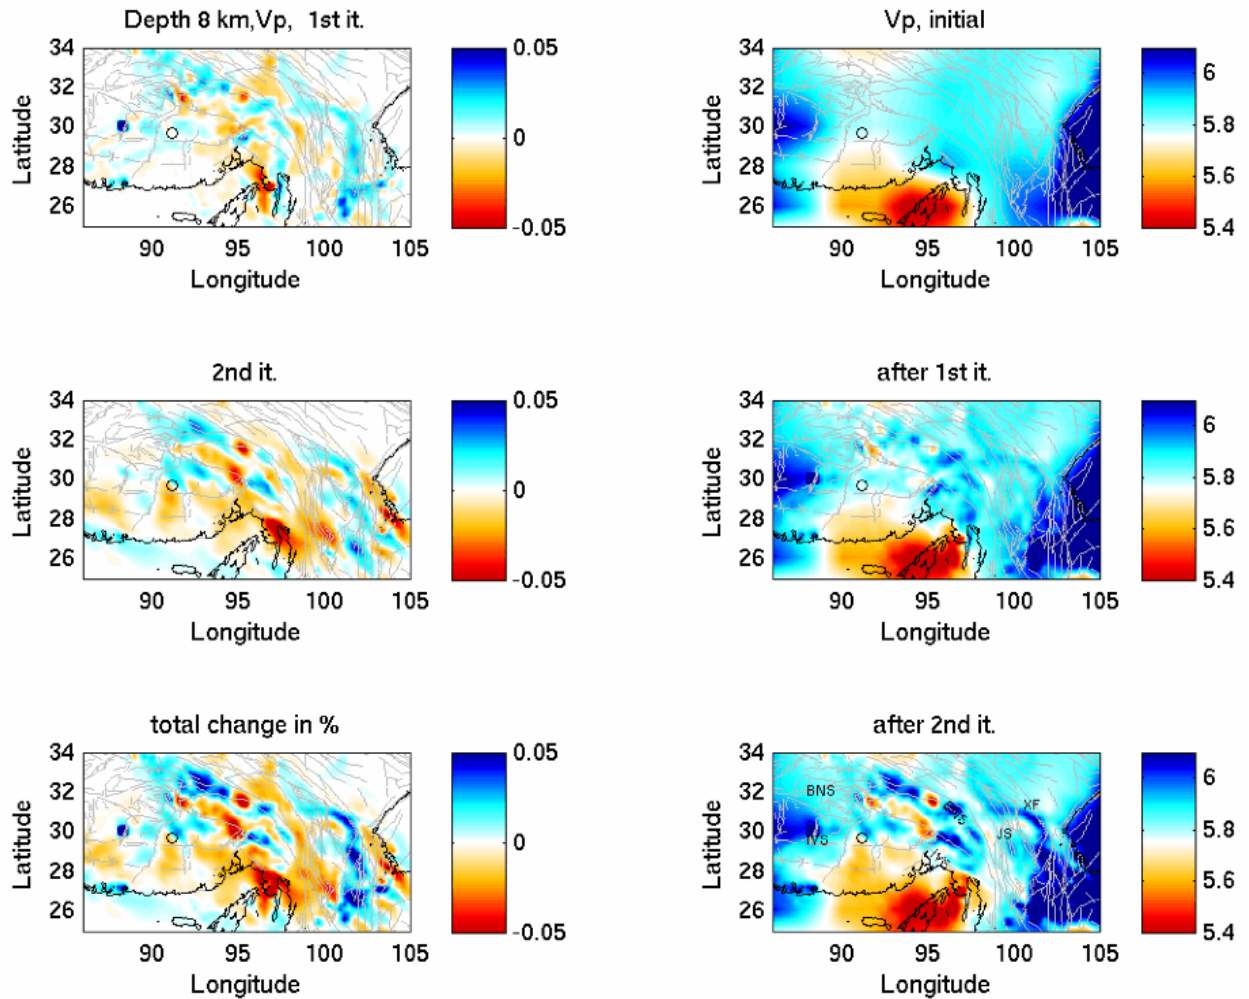 Depth 8 km,Vp, 1st it.
34
32
30
28
26
Latitude
90 95 100 105
Longitude
0.05
0
-0.05
Vp, initial
34
32
30
28
26
Latitude
90 95 100 105
Longitude
6
5.8
5.6
5.4
2nd it.
34
32
30
28
26
Latitude
90 95 100 105
Longitude
0.05
0
-0.05
after 1st it.
34
32
30
28
26
Latitude
90 95 100 105
Longitude
6
5.8
5.6
5.4
total change in %
34
32
30
28
26
Latitude
90 95 100 105
Longitude
0.05
0
-0.05
after 2nd it.
34
32
30
28
26
Latitude
BNS
XF
JS
IYS
90 95 100 105
Longitude
6
5.8
5.6
5.4